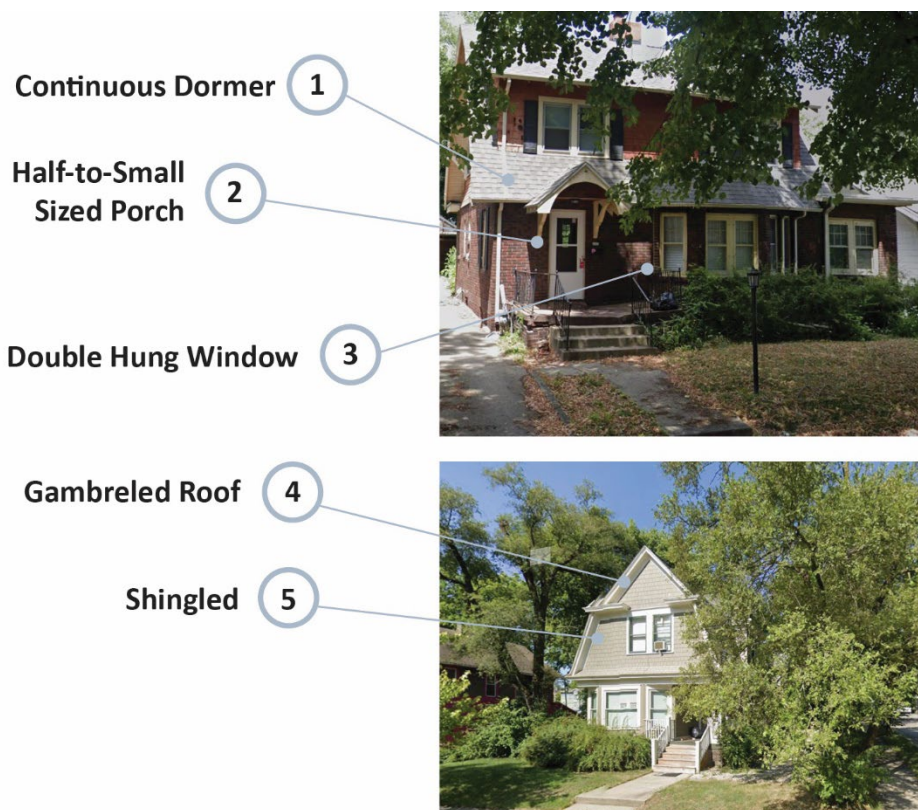 Continuous Dormer 1
Half-to-Small
Sized Porch 2
Double Hung Window 3
Gambreled Roof 4
Shingled 5